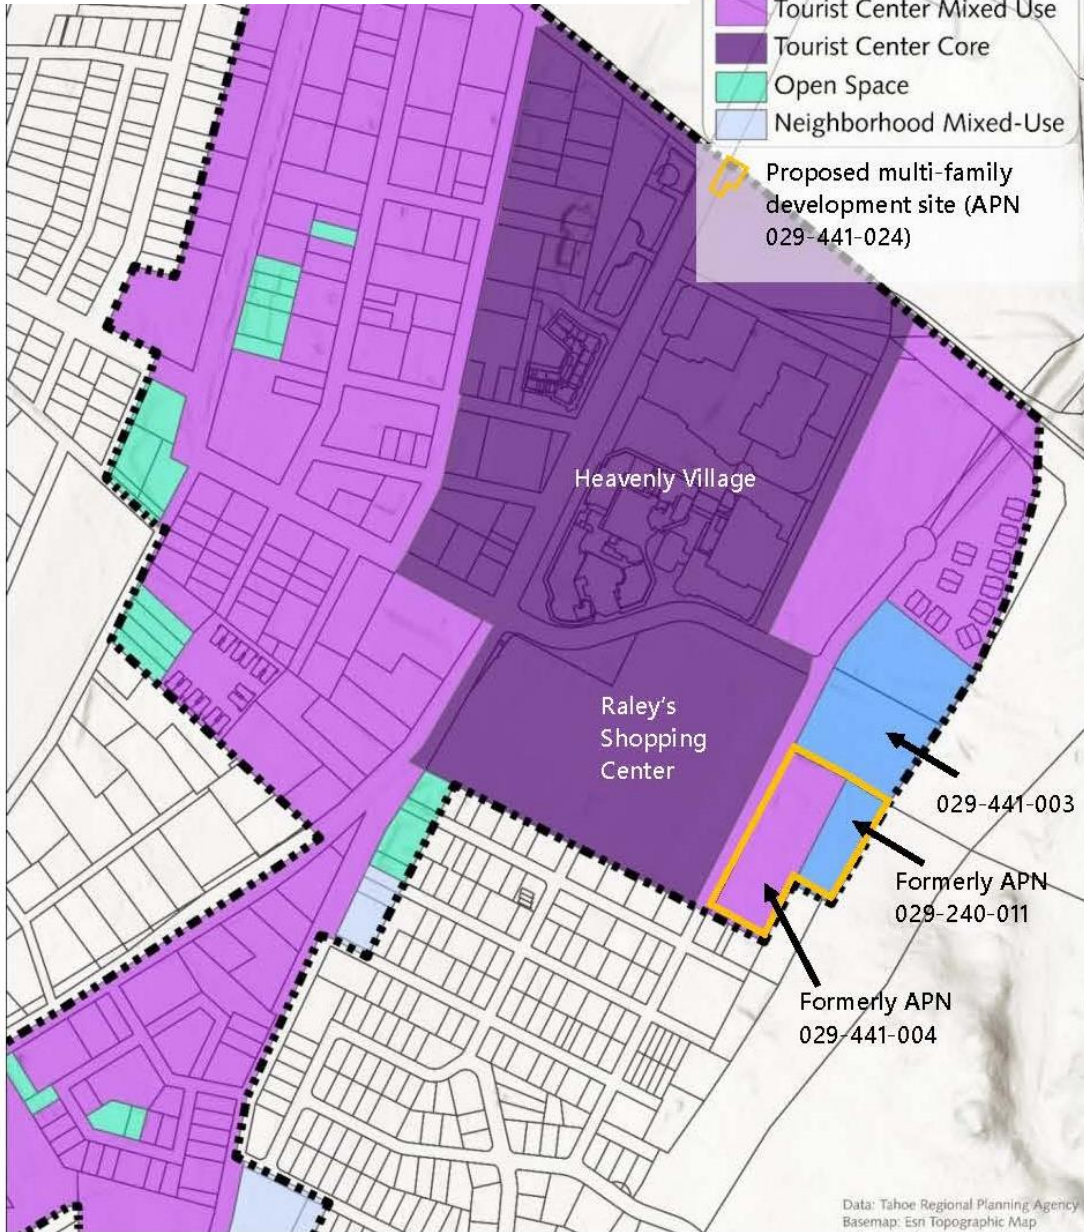 Tourist Center Mixed Use
Tourist Center Core
Open Space
Neighborhood Mixed-Use
Proposed multi-family
development site (APN
029-441-024)
Heavenly Village
Raley's
Shopping
Center
029-441-003
Formerly APN
029-240-011
Formerly APN
029-441-004
Data: Tahoe Regional Planning Agency
Basemap: Esri Topographic Map